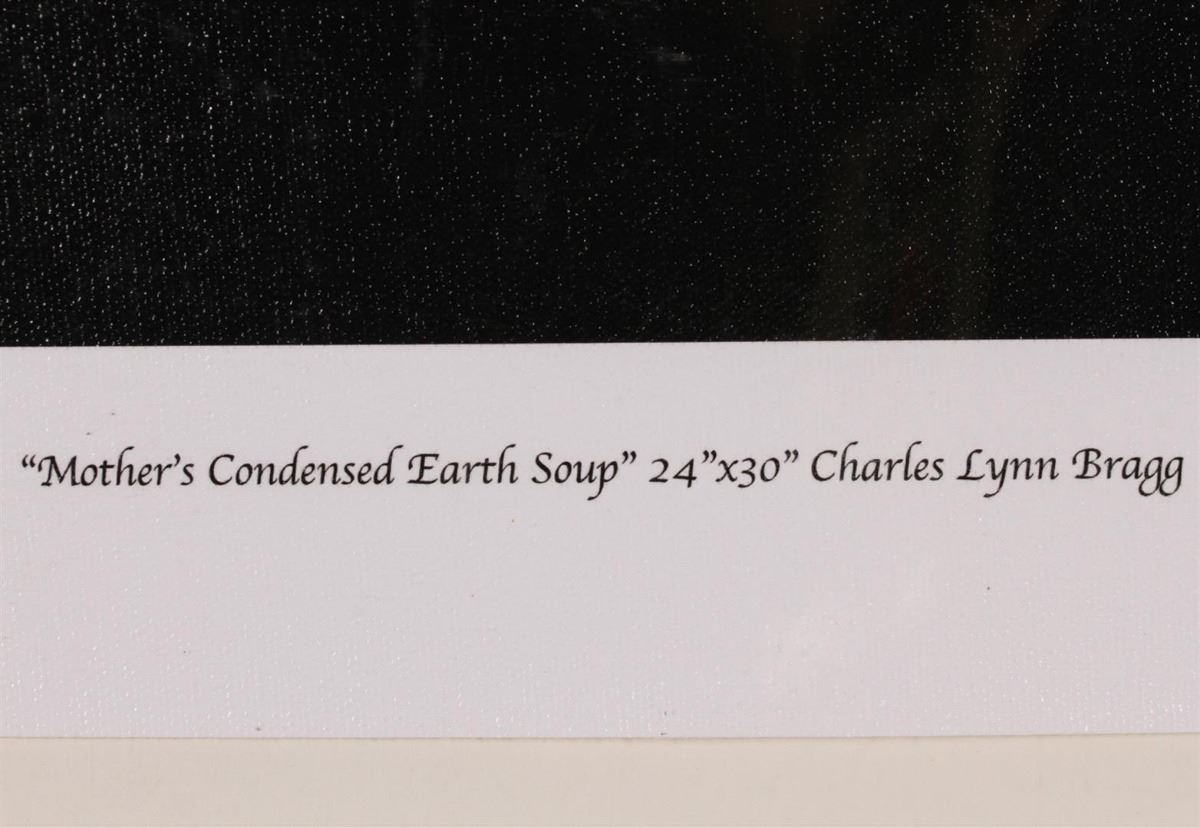 “Mother’s Condensed Earth Soup” 24”x30” Charles Lynn Bragg